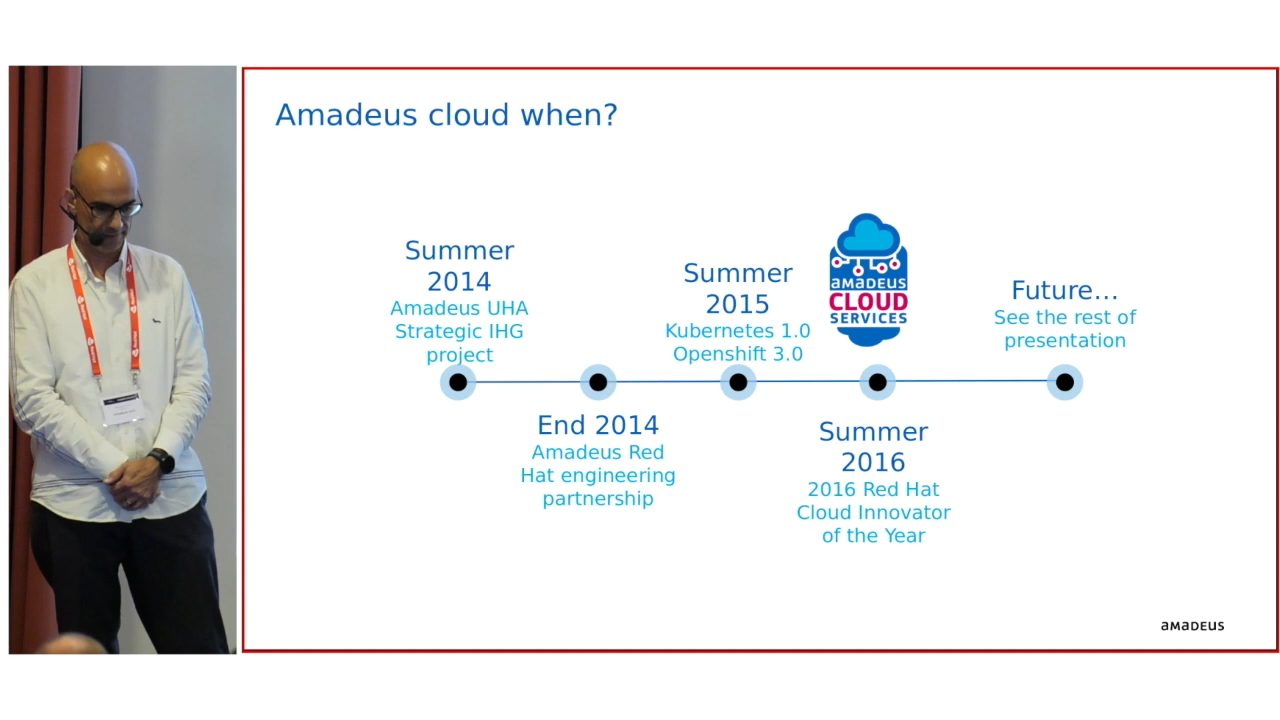 Amadeus cloud when?
Summer
2014
Amadeus UHA
Strategic IHG
project
End 2014
Amadeus Red
Hat engineering
partnership
Summer
2015
Kubernetes 1.0
Openshift 3.0
amadeus
CLOUD
SERVICES
Summer
2016
2016 Red Hat
Cloud Innovator
of the Year
Future...
See the rest of
presentation
amadeus